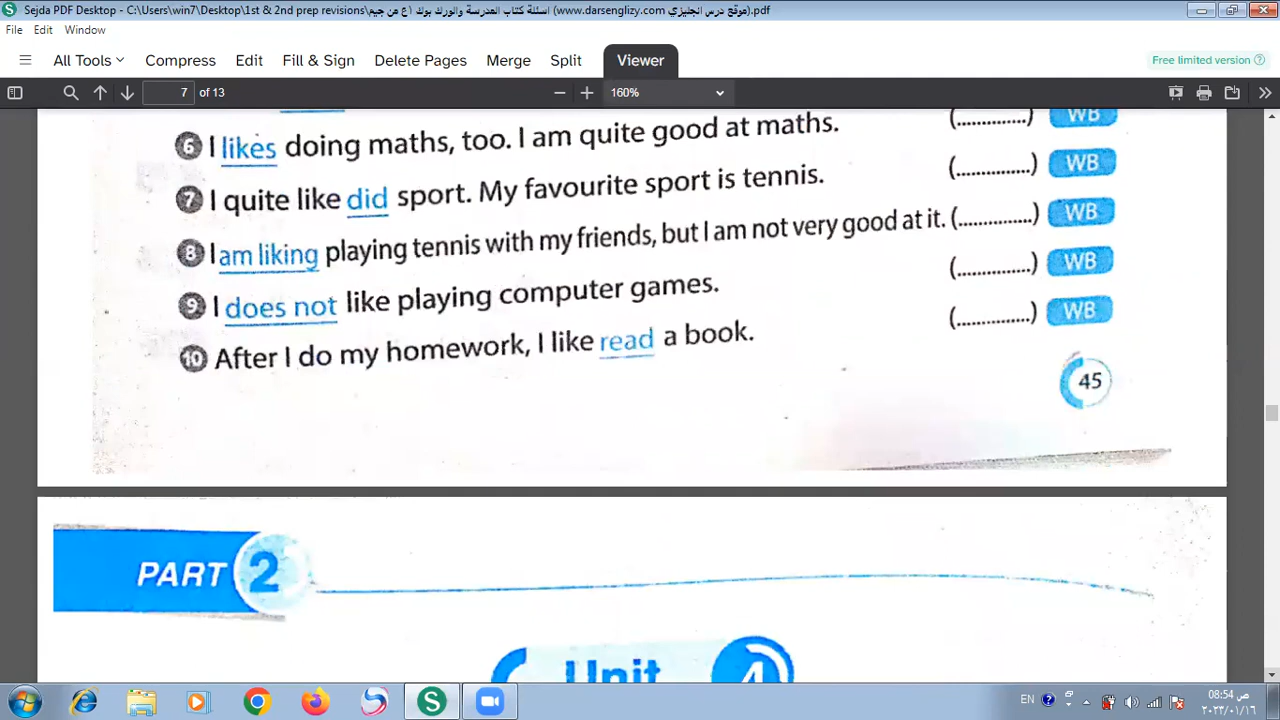 Sejda PDF Desktop - C:\Users\win7\Desktop\1st & 2nd prep revisions\اسئلة كتاب المدرسة والورك بوك ع من جيم (www.darsenglizy.com موقع درس انجليزي).pdf
File Edit Window
All Tools Compress Edit Fill & Sign Delete Pages Merge Split Viewer Free limited version
7 of 13 160%
6 I likes doing maths, too. I am quite good at maths. (..............) WB
7 I quite like did sport. My favourite sport is tennis. (..............) WB
8 I am liking playing tennis with my friends, but I am not very good at it. (..............) WB
9 I does not like playing computer games. (..............) WB
10 After I do my homework, I like read a book. (..............) WB
45
PART 2
Unit 4
EN 08:54 ص
٢٠٢٣/٠١/١٦